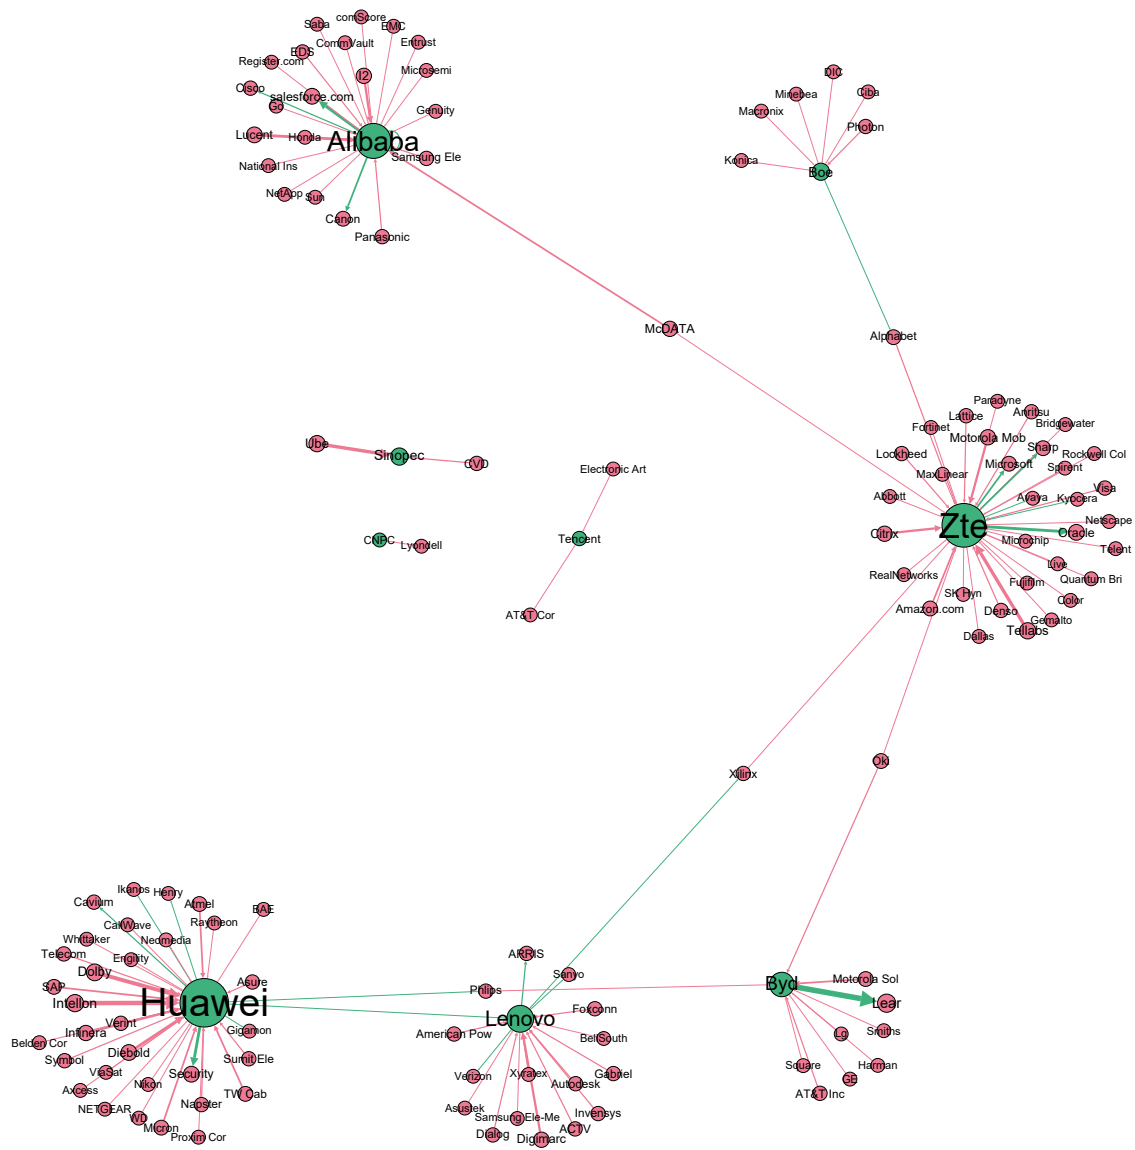 comScore
Saba
EMC
CommVault
Entrust
EDS
Register.com
I2
Microsemi
Cisco
salesforce.com
Go
Genuity
Lucent
Honda
Alibaba
Samsung Ele
National Ins
NetApp
Sun
Canon
Panasonic
DIC
Minebea
Ciba
Macronix
Photon
Konica
Boe
McDATA
Alphabet
Paradyne
Lattice
Anritsu
Bridgewater
Fortinet
Motorola Mob
Sharp
Lockheed
Rockwell Col
Microsoft
Spirent
MaxLinear
Abbott
Avaya
Kyocera
Visa
Zte
Netscape
Citrix
Oracle
Microchip
Telent
Live
RealNetworks
Fujifilm
Quantum Bri
SK Hyn
Color
Amazon.com
Denso
Gemalto
Dallas
Tellabs
Ube
Sinopec
CVD
Electronic Art
CNPC
Lyondell
Tencent
AT&T Cor
Xilinx
Oki
Ikanos
Henry
Cavium
Atmel
BAE
CalWave
Raytheon
Whittaker
Neomedia
Telecom
Engility
Dolby
Asure
SAP
Intellon
Huawei
Verint
Infinera
Gigamon
Belden Cor
Diebold
Symbol
Sumit Ele
ViaSat
Security
Axcess
Nikon
TW Cab
NETGEAR
Napster
WD
Micron
Proxim Cor
ARRIS
Sanyo
Philips
Foxconn
Lenovo
American Pow
BellSouth
Verizon
Xyratex
Gabriel
Autodesk
Asustek
Samsung Ele-Me
Invensys
Dialog
ACTV
Digimarc
Byd
Motorola Sol
Lear
Lg
Smiths
Square
Harman
GE
AT&T Inc